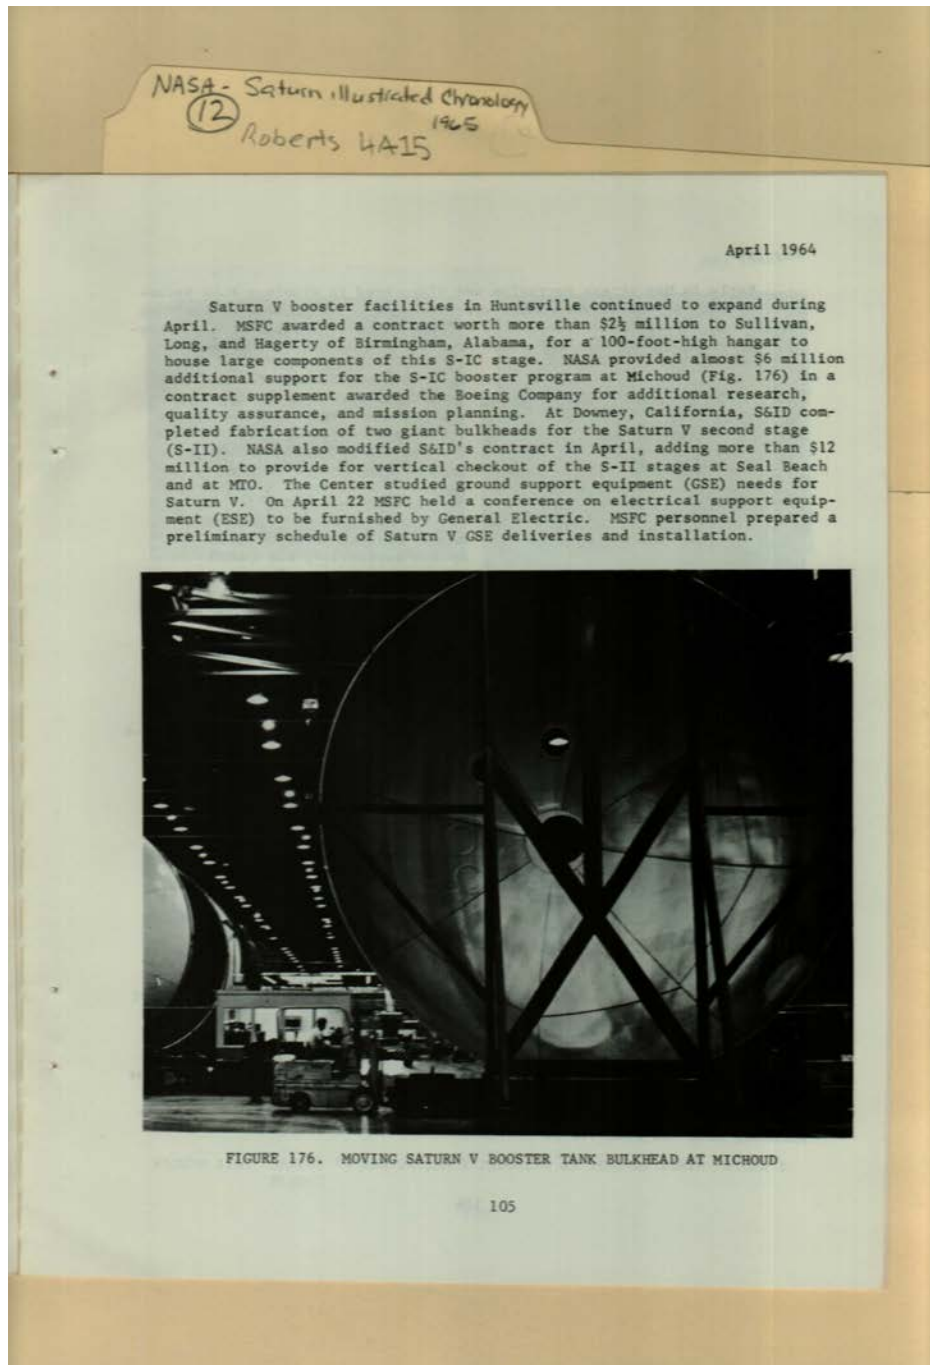 NASA - Saturn illustrated Chronology
12
1965
Roberts 4A15
April 1964
Saturn V booster facilities in Huntsville continued to expand during
April. MSFC awarded a contract worth more than $2½ million to Sullivan,
Long, and Hagerty of Birmingham, Alabama, for a 100-foot-high hangar to
house large components of this S-IC stage. NASA provided almost $6 million
additional support for the S-IC booster program at Michoud (Fig. 176) in a
contract supplement awarded the Boeing Company for additional research,
quality assurance, and mission planning. At Downey, California, S&ID com-
pleted fabrication of two giant bulkheads for the Saturn V second stage
(S-II). NASA also modified S&ID's contract in April, adding more than $12
million to provide for vertical checkout of the S-II stages at Seal Beach
and at MTO. The Center studied ground support equipment (GSE) needs for
Saturn V. On April 22 MSFC held a conference on electrical support equip-
ment (ESE) to be furnished by General Electric. MSFC personnel prepared a
preliminary schedule of Saturn V GSE deliveries and installation.
FIGURE 176. MOVING SATURN V BOOSTER TANK BULKHEAD AT MICHOUD
105